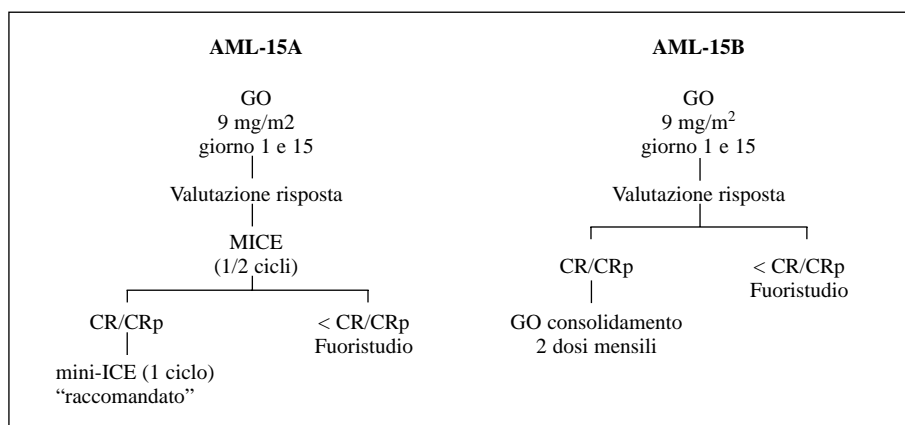 AML-15A
GO
9 mg/m2
giorno 1 e 15
Valutazione risposta
MICE
(1/2 cicli)
CR/CRp
< CR/CRp
Fuoristudio
mini-ICE (1 ciclo)
“raccomandato”
AML-15B
GO
9 mg/m²
giorno 1 e 15
Valutazione risposta
CR/CRp
< CR/CRp
Fuoristudio
GO consolidamento
2 dosi mensili